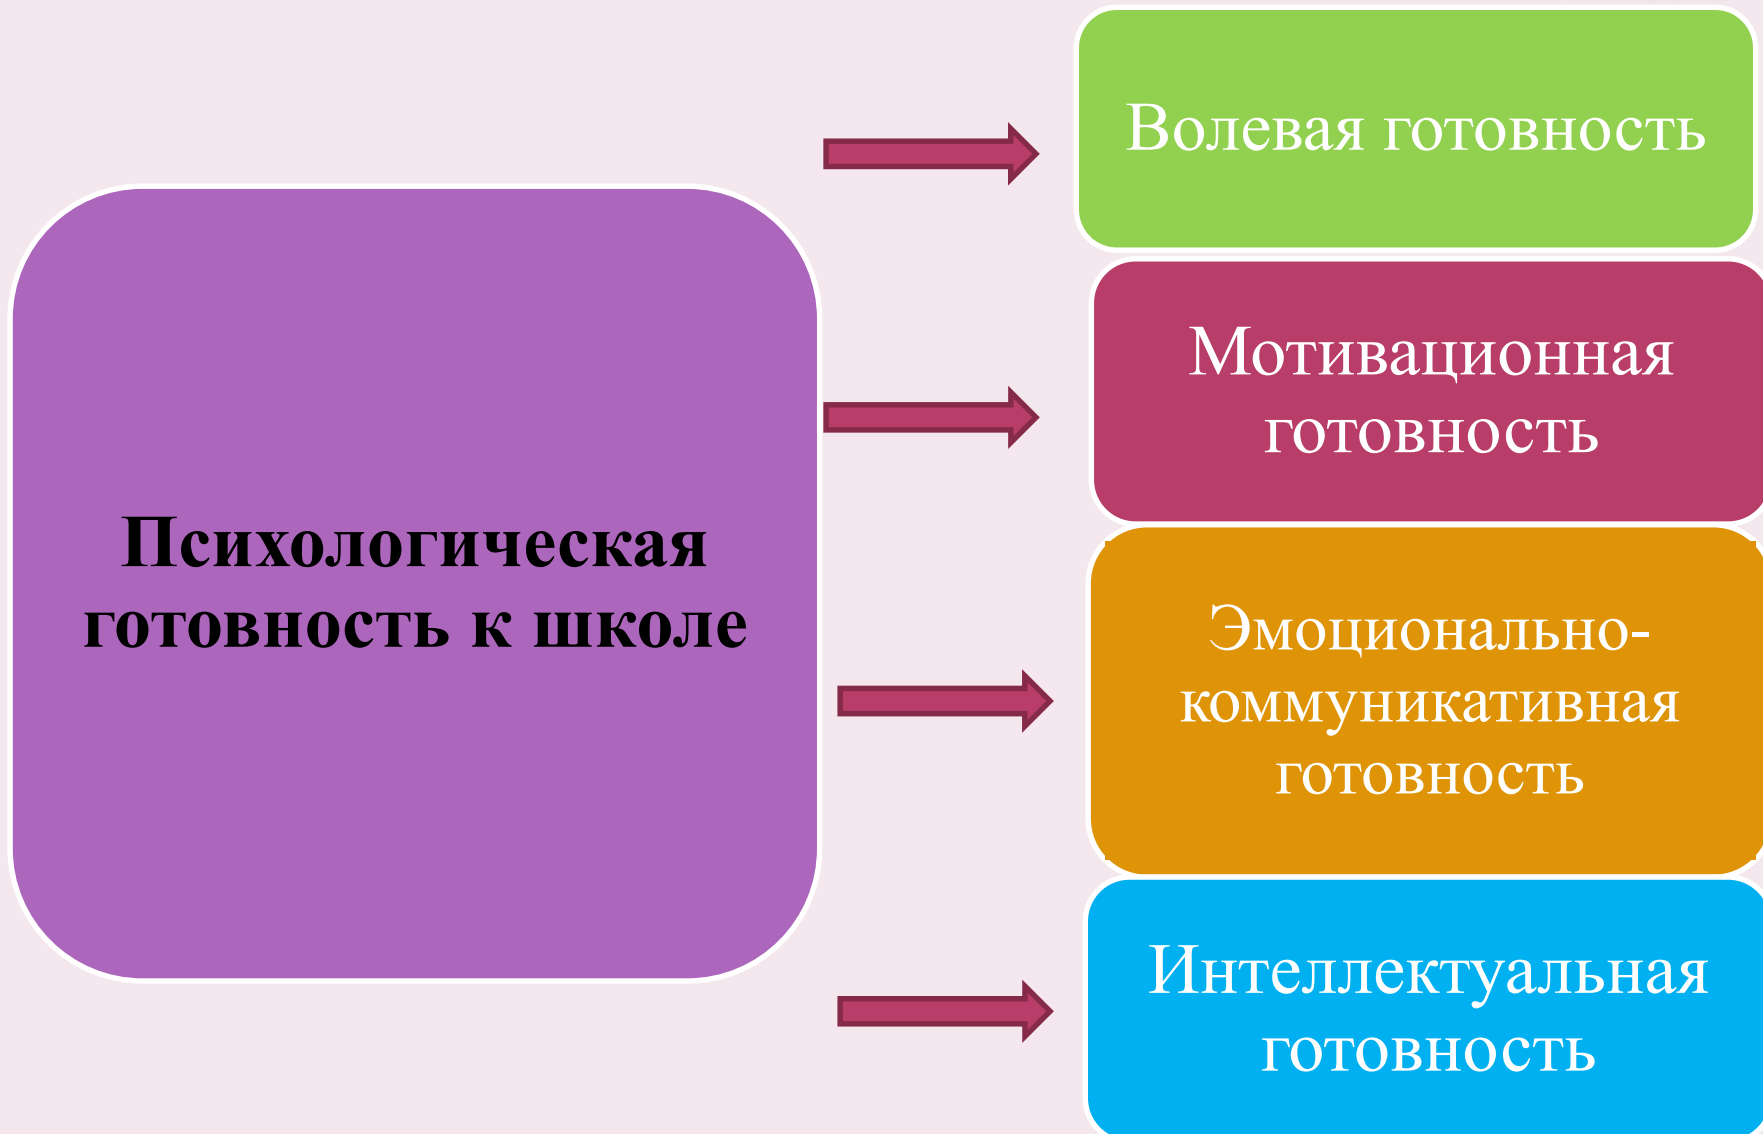 Психологическая
готовность к школе
Волевая готовность
Мотивационная
готовность
Эмоционально-
коммуникативная
готовность
Интеллектуальная
готовность